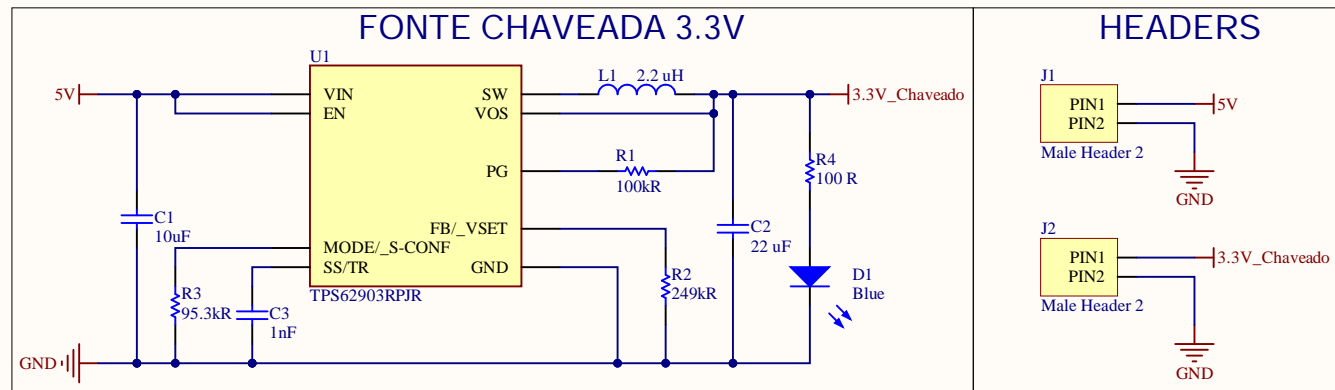 FONTE CHAVEADA 3.3V
HEADERS
U1
5V
VIN
EN
SW
VOS
L1 2.2 uH
3.3V_Chaveado
PG
R1
100kR
R4
100 R
C1
10uF
FB/_VSET
C2
22 uF
MODE/_S-CONF
SS/TR
GND
R2
249kR
D1
Blue
R3
95.3kR
C3
1nF
TPS62903RPJR
GND
J1
PIN1
PIN2
5V
Male Header 2
GND
J2
PIN1
PIN2
3.3V_Chaveado
Male Header 2
GND